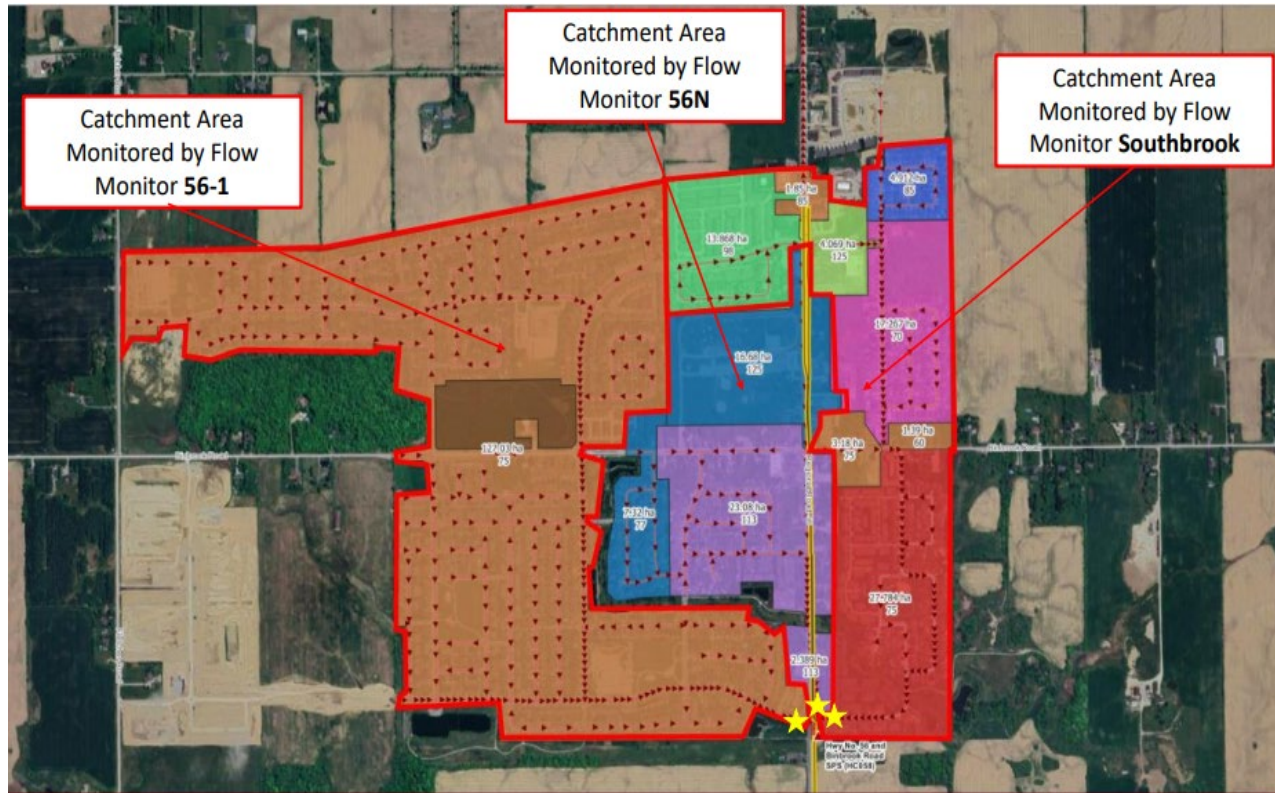 Catchment Area
Monitored by Flow
Monitor 56N
Catchment Area
Monitored by Flow
Monitor Southbrook
Catchment Area
Monitored by Flow
Monitor 56-1
4.912 ha
85
1.85 ha
85
13.868 ha
98
4.069 ha
125
17.267 ha
70
16.68 ha
125
3.18 ha
75
1.39 ha
60
127.03 ha
75
7.32 ha
77
23.08 ha
113
27.784 ha
75
2.389 ha
113
Hwy No. 56 and
Binbrook Road
SPS (HC058)